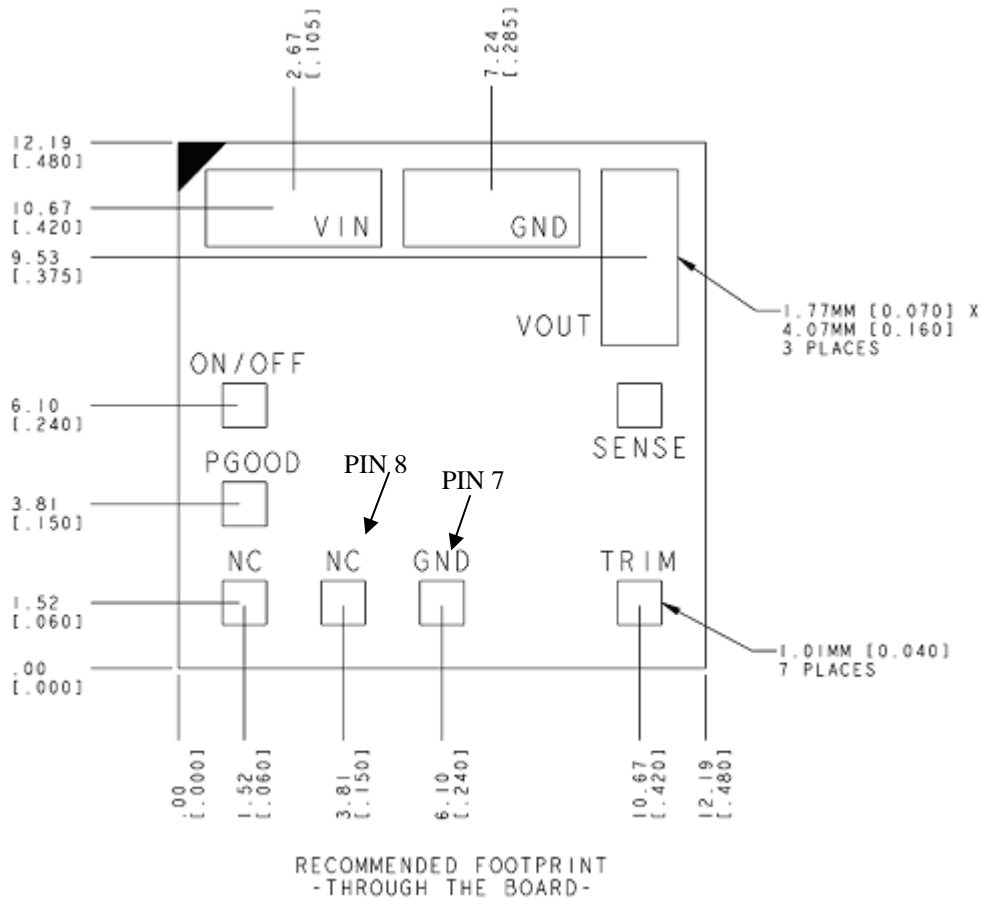 2.67
[.105]
7.24
[.285]
12.19
[.480]
10.67
[.420]
VIN
GND
9.53
[.375]
1.77MM [0.070] X
4.07MM [0.160]
3 PLACES
VOUT
ON/OFF
6.10
[.240]
SENSE
PGOOD
PIN 8
PIN 7
3.81
[.150]
NC
NC
GND
TRIM
1.52
[.060]
1.01MM [0.040]
7 PLACES
.00
[.000]
.00
[.000]
1.52
[.060]
3.81
[.150]
6.10
[.240]
10.67
[.420]
12.19
[.480]
RECOMMENDED FOOTPRINT
-THROUGH THE BOARD-